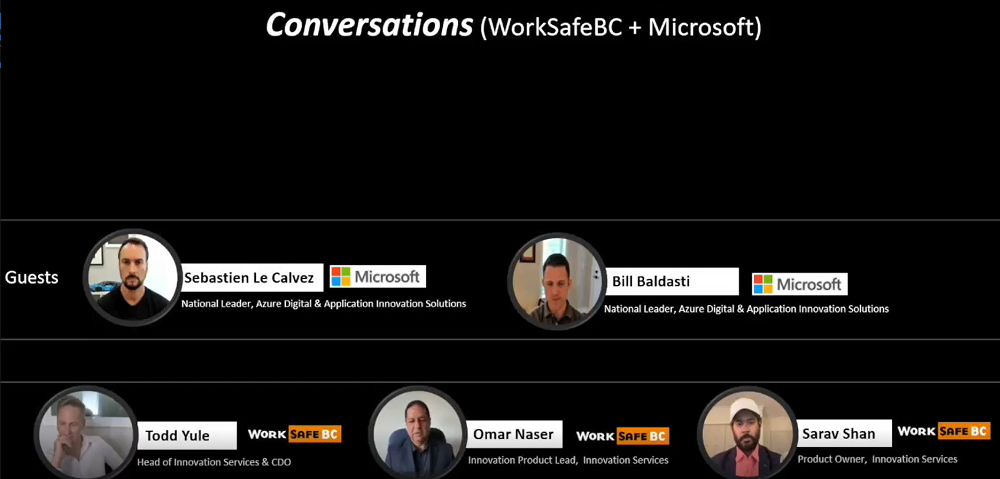 Conversations (WorkSafeBC + Microsoft)
Guests
Sebastien Le Calvez
Microsoft
National Leader, Azure Digital & Application Innovation Solutions
Bill Baldasti
Microsoft
National Leader, Azure Digital & Application Innovation Solutions
Todd Yule
WORK SAFE BC
Head of Innovation Services & CDO
Omar Naser
WORK SAFE BC
Innovation Product Lead, Innovation Services
Sarav Shan
WORK SAFE BC
Product Owner, Innovation Services